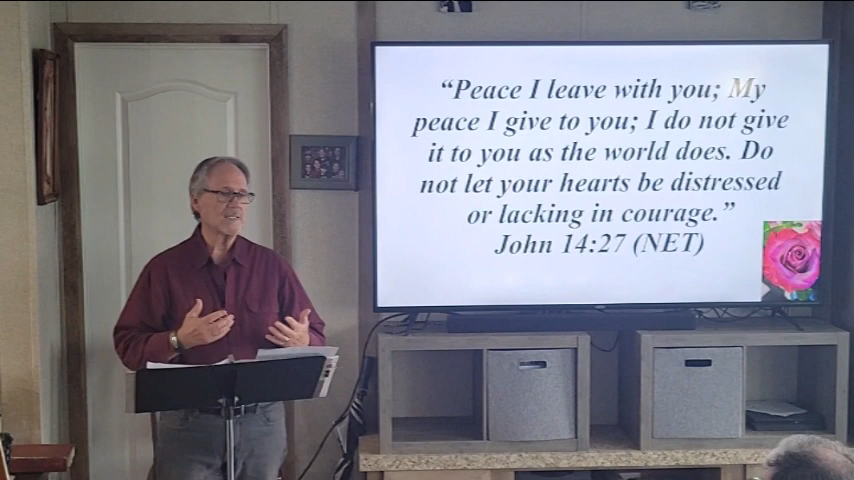 “Peace I leave with you; My
peace I give to you; I do not give
it to you as the world does. Do
not let your hearts be distressed
or lacking in courage.”
John 14:27 (NET)